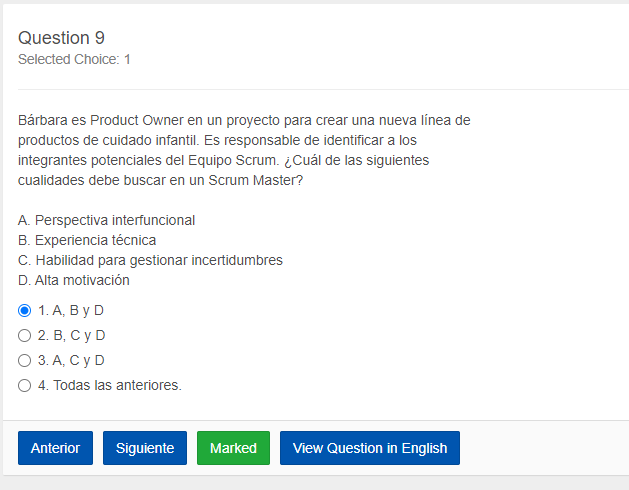 Question 9
Selected Choice: 1
Bárbara es Product Owner en un proyecto para crear una nueva línea de
productos de cuidado infantil. Es responsable de identificar a los
integrantes potenciales del Equipo Scrum. ¿Cuál de las siguientes
cualidades debe buscar en un Scrum Master?
A. Perspectiva interfuncional
B. Experiencia técnica
C. Habilidad para gestionar incertidumbres
D. Alta motivación
1. A, B y D
2. B, C y D
3. A, C y D
4. Todas las anteriores.
Anterior Siguiente Marked View Question in English